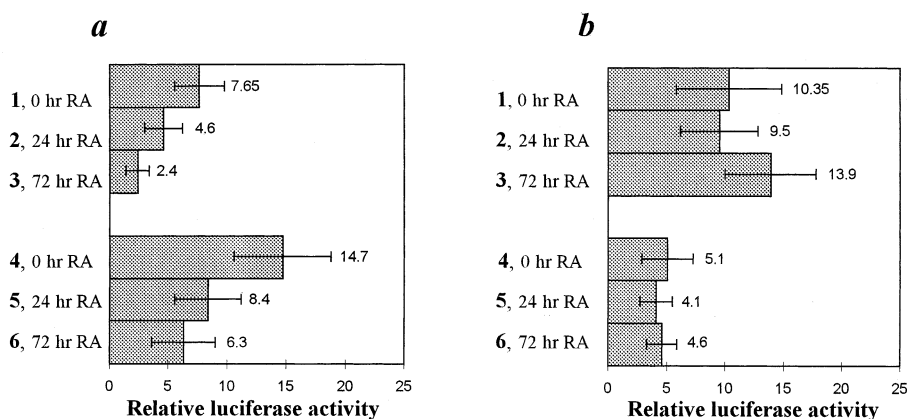 a
1, 0 hr RA 7.65
2, 24 hr RA 4.6
3, 72 hr RA 2.4
4, 0 hr RA 14.7
5, 24 hr RA 8.4
6, 72 hr RA 6.3
0 5 10 15 20 25
Relative luciferase activity
b
1, 0 hr RA 10.35
2, 24 hr RA 9.5
3, 72 hr RA 13.9
4, 0 hr RA 5.1
5, 24 hr RA 4.1
6, 72 hr RA 4.6
0 5 10 15 20 25
Relative luciferase activity